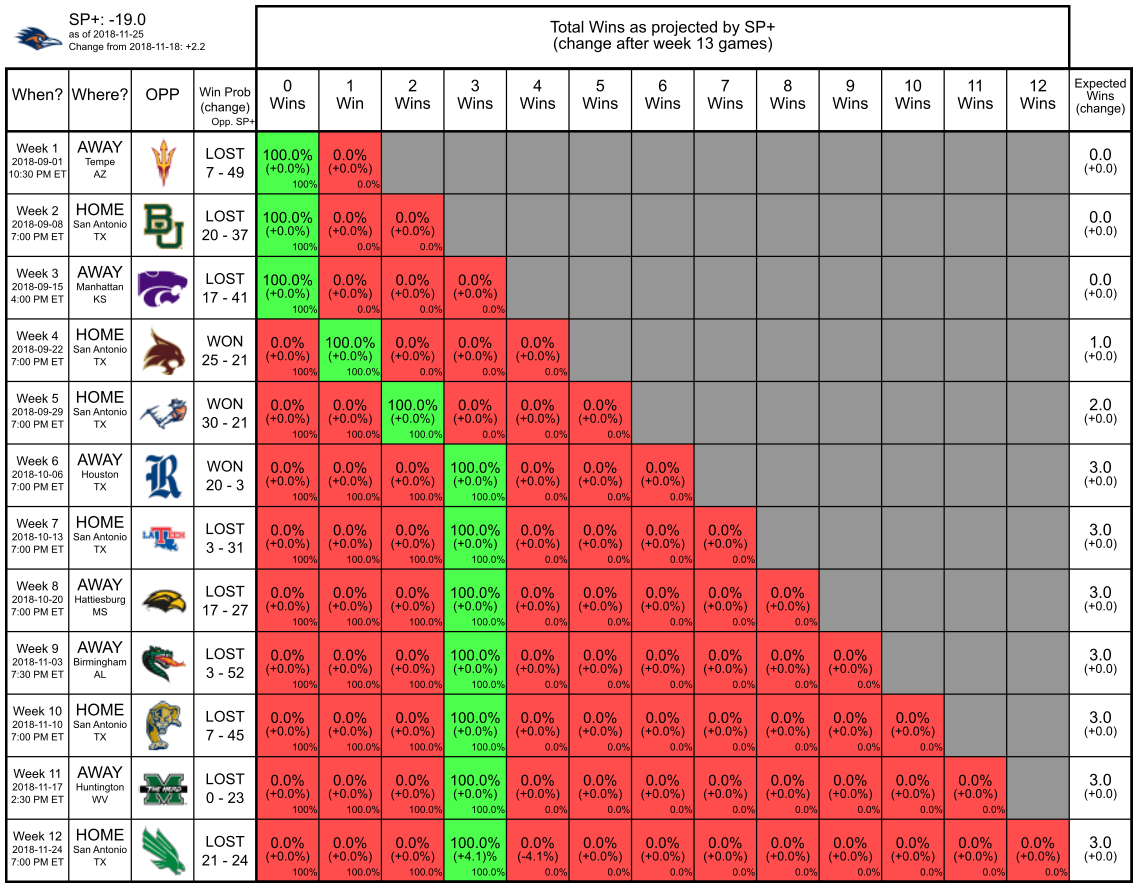 SP+: -19.0
as of 2018-11-25
Change from 2018-11-18: +2.2
Total Wins as projected by SP+
(change after week 13 games)
When? Where? OPP Win Prob (change) Opp. SP+ 0 Wins 1 Win 2 Wins 3 Wins 4 Wins 5 Wins 6 Wins 7 Wins 8 Wins 9 Wins 10 Wins 11 Wins 12 Wins Expected Wins (change)
Week 1 AWAY LOST 100.0% 0.0% 0.0
2018-09-01 Tempe 7 - 49 (+0.0%) (+0.0%) (+0.0)
10:30 PM ET AZ 100% 0.0%
Week 2 HOME BU LOST 100.0% 0.0% 0.0% 0.0
2018-09-08 San Antonio 20 - 37 (+0.0%) (+0.0%) (+0.0%) (+0.0)
7:00 PM ET TX 100% 0.0% 0.0%
Week 3 AWAY LOST 100.0% 0.0% 0.0% 0.0% 0.0
2018-09-15 Manhattan 17 - 41 (+0.0%) (+0.0%) (+0.0%) (+0.0%) (+0.0)
4:00 PM ET KS 100% 0.0% 0.0% 0.0%
Week 4 HOME WON 0.0% 100.0% 0.0% 0.0% 0.0% 1.0
2018-09-22 San Antonio 25 - 21 (+0.0%) (+0.0%) (+0.0%) (+0.0%) (+0.0%) (+0.0)
7:00 PM ET TX 100% 100.0% 0.0% 0.0% 0.0%
Week 5 HOME WON 0.0% 0.0% 100.0% 0.0% 0.0% 0.0% 2.0
2018-09-29 San Antonio 30 - 21 (+0.0%) (+0.0%) (+0.0%) (+0.0%) (+0.0%) (+0.0%) (+0.0)
7:00 PM ET TX 100% 100.0% 100.0% 0.0% 0.0% 0.0%
Week 6 AWAY R WON 0.0% 0.0% 0.0% 100.0% 0.0% 0.0% 0.0% 3.0
2018-10-06 Houston 20 - 3 (+0.0%) (+0.0%) (+0.0%) (+0.0%) (+0.0%) (+0.0%) (+0.0%) (+0.0)
7:00 PM ET TX 100% 100.0% 100.0% 100.0% 0.0% 0.0% 0.0%
Week 7 HOME LA TECH LOST 0.0% 0.0% 0.0% 100.0% 0.0% 0.0% 0.0% 0.0% 3.0
2018-10-13 San Antonio 3 - 31 (+0.0%) (+0.0%) (+0.0%) (+0.0%) (+0.0%) (+0.0%) (+0.0%) (+0.0%) (+0.0)
7:00 PM ET TX 100% 100.0% 100.0% 100.0% 0.0% 0.0% 0.0% 0.0%
Week 8 AWAY LOST 0.0% 0.0% 0.0% 100.0% 0.0% 0.0% 0.0% 0.0% 0.0% 3.0
2018-10-20 Hattiesburg 17 - 27 (+0.0%) (+0.0%) (+0.0%) (+0.0%) (+0.0%) (+0.0%) (+0.0%) (+0.0%) (+0.0%) (+0.0)
7:00 PM ET MS 100% 100.0% 100.0% 100.0% 0.0% 0.0% 0.0% 0.0% 0.0%
Week 9 AWAY LOST 0.0% 0.0% 0.0% 100.0% 0.0% 0.0% 0.0% 0.0% 0.0% 0.0% 3.0
2018-11-03 Birmingham 3 - 52 (+0.0%) (+0.0%) (+0.0%) (+0.0%) (+0.0%) (+0.0%) (+0.0%) (+0.0%) (+0.0%) (+0.0%) (+0.0)
7:30 PM ET AL 100% 100.0% 100.0% 100.0% 0.0% 0.0% 0.0% 0.0% 0.0% 0.0%
Week 10 HOME LOST 0.0% 0.0% 0.0% 100.0% 0.0% 0.0% 0.0% 0.0% 0.0% 0.0% 0.0% 3.0
2018-11-10 San Antonio 7 - 45 (+0.0%) (+0.0%) (+0.0%) (+0.0%) (+0.0%) (+0.0%) (+0.0%) (+0.0%) (+0.0%) (+0.0%) (+0.0%) (+0.0)
7:00 PM ET TX 100% 100.0% 100.0% 100.0% 0.0% 0.0% 0.0% 0.0% 0.0% 0.0% 0.0%
Week 11 AWAY M THE HERD LOST 0.0% 0.0% 0.0% 100.0% 0.0% 0.0% 0.0% 0.0% 0.0% 0.0% 0.0% 0.0% 3.0
2018-11-17 Huntington 0 - 23 (+0.0%) (+0.0%) (+0.0%) (+0.0%) (+0.0%) (+0.0%) (+0.0%) (+0.0%) (+0.0%) (+0.0%) (+0.0%) (+0.0%) (+0.0)
2:30 PM ET WV 100% 100.0% 100.0% 100.0% 0.0% 0.0% 0.0% 0.0% 0.0% 0.0% 0.0% 0.0%
Week 12 HOME LOST 0.0% 0.0% 0.0% 100.0% 0.0% 0.0% 0.0% 0.0% 0.0% 0.0% 0.0% 0.0% 0.0% 3.0
2018-11-24 San Antonio 21 - 24 (+0.0%) (+0.0%) (+0.0%) (+4.1)% (-4.1%) (+0.0%) (+0.0%) (+0.0%) (+0.0%) (+0.0%) (+0.0%) (+0.0%) (+0.0%) (+0.0)
7:00 PM ET TX 100% 100.0% 100.0% 100.0% 0.0% 0.0% 0.0% 0.0% 0.0% 0.0% 0.0% 0.0% 0.0%